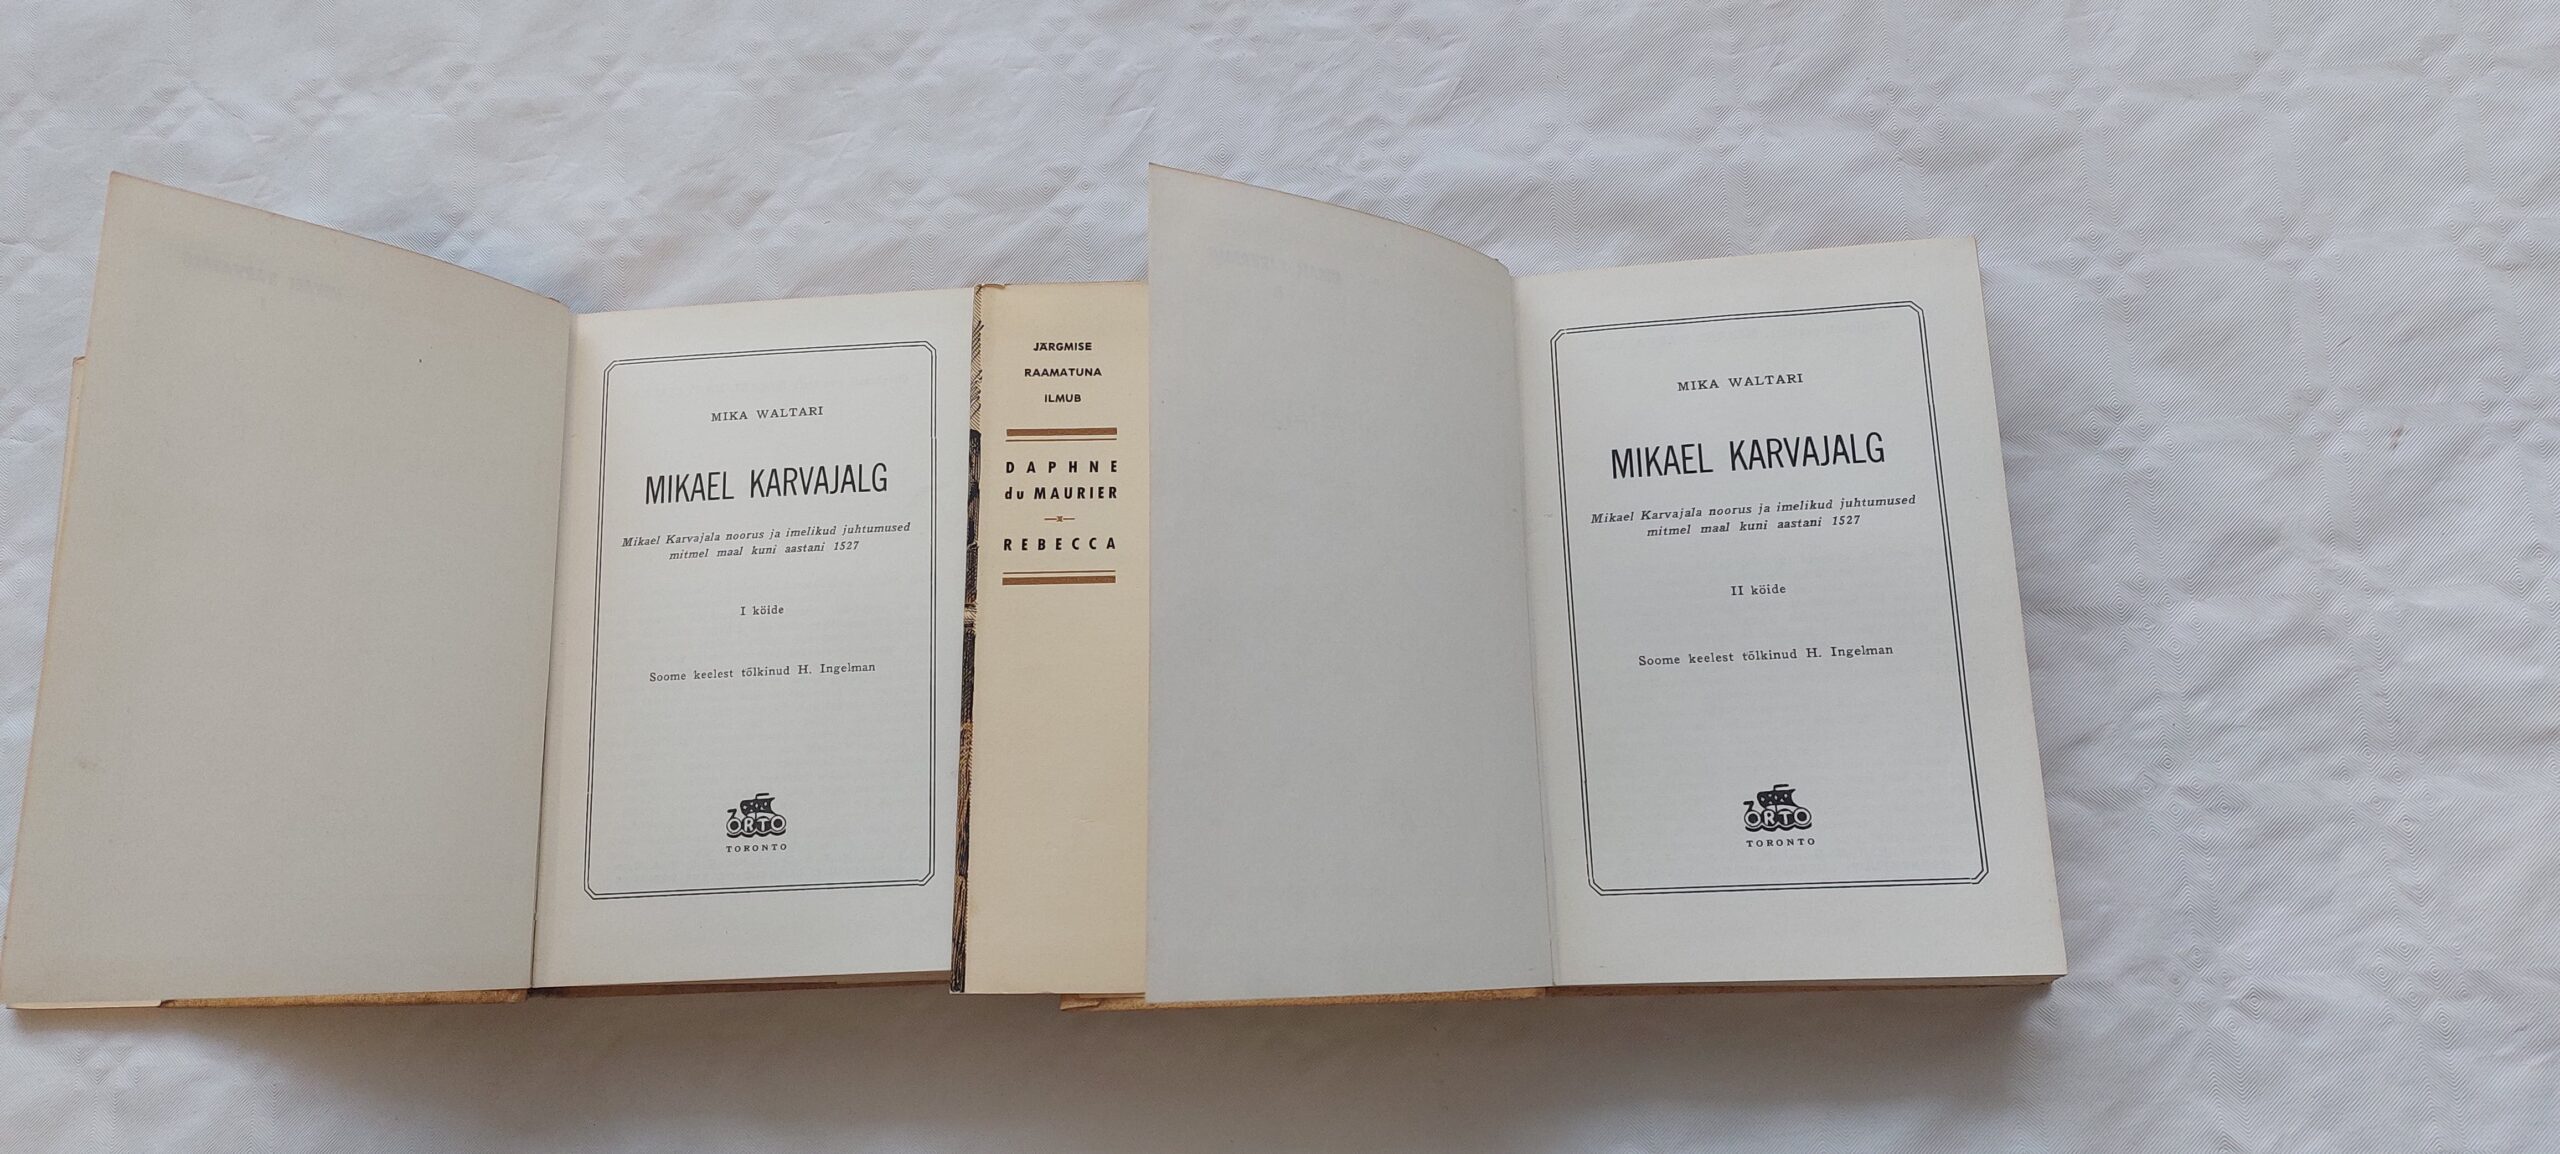 MIKA WALTARI
MIKAEL KARVAJALG
Mikael Karvajala noorus ja imelikud juhtumused
mitmel maal kuni aastani 1527
I köide
Soome keelest tõlkinud H. Ingelman
ORTO
TORONTO
JÄRGMISE
RAAMATUNA
ILMUB
DAPHNE
du MAURIER
REBECCA
MIKA WALTARI
MIKAEL KARVAJALG
Mikael Karvajala noorus ja imelikud juhtumused
mitmel maal kuni aastani 1527
II köide
Soome keelest tõlkinud H. Ingelman
ORTO
TORONTO